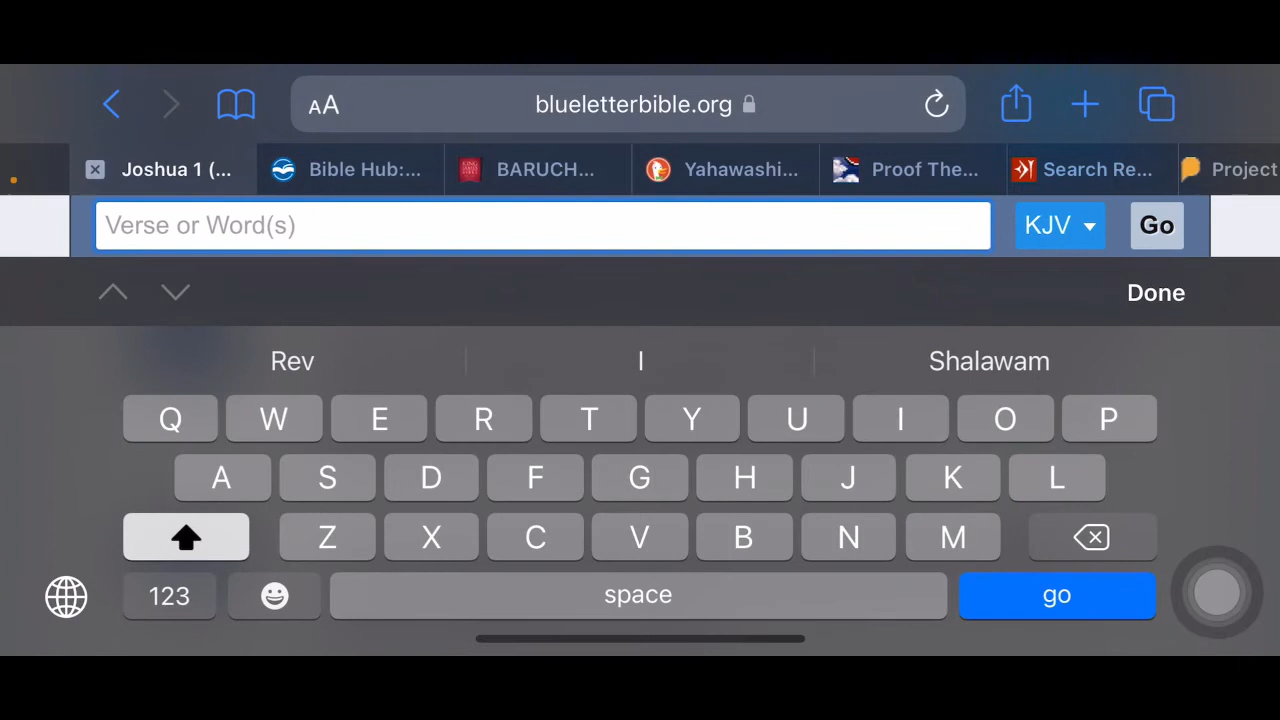 AA blueletterbible.org
Joshua 1 (... Bible Hub:... BARUCH... Yahawashi... Proof The... Search Re... Project
Verse or Word(s) KJV Go
Done
Rev I Shalawam
Q W E R T Y U I O P
A S D F G H J K L
Z X C V B N M
123 space go